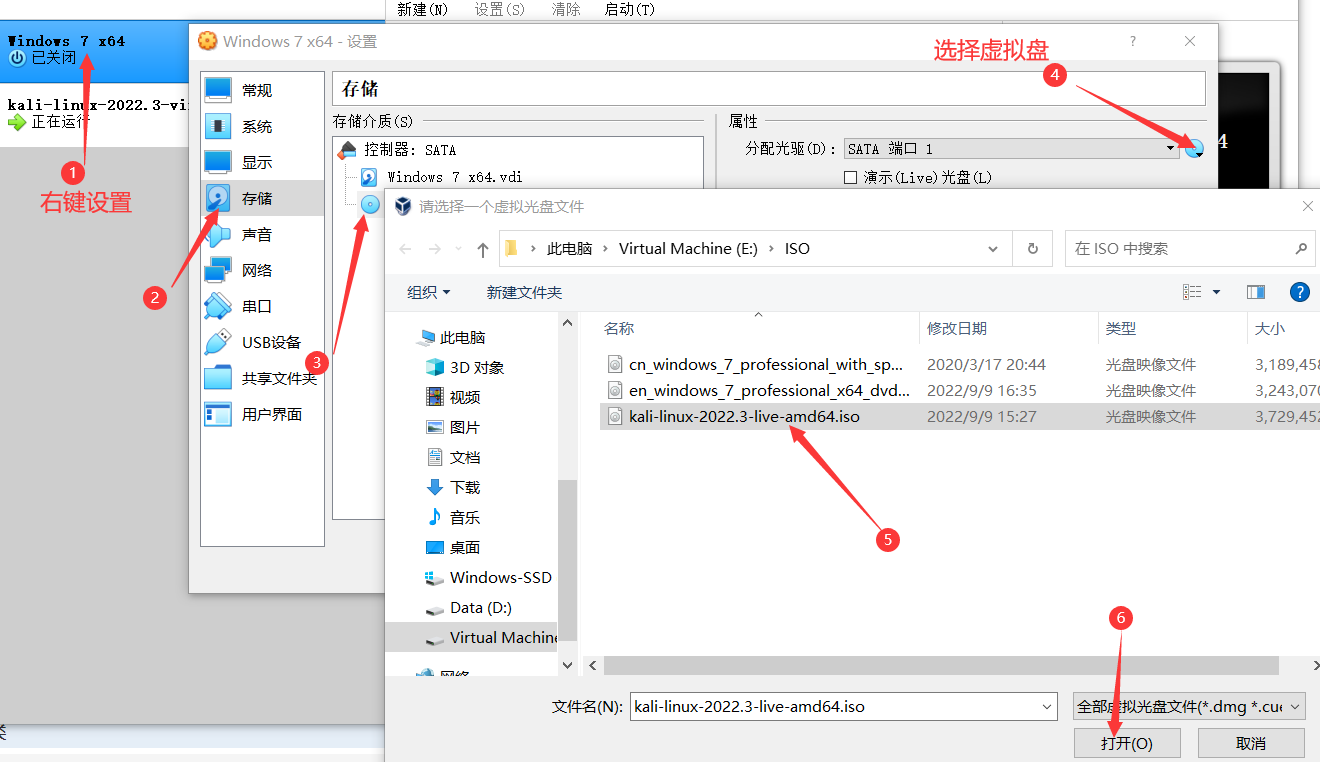 新建(N) 设置(S) 清除 启动(T)
Windows 7 x64
已关闭
kali-linux-2022.3-vi
正在运行
1
右键设置
Windows 7 x64 - 设置
?
选择虚拟盘
4
常规
系统
显示
存储
声音
网络
串口
USB设备
共享文件夹
用户界面
2
3
存储
存储介质(S)
控制器: SATA
Windows 7 x64.vdi
属性
分配光驱(D): SATA 端口 1
演示(Live)光盘(L)
4
请选择一个虚拟光盘文件
此电脑 Virtual Machine (E:) ISO
在 ISO 中搜索
组织 新建文件夹
?
此电脑
3D 对象
视频
图片
文档
下载
音乐
桌面
Windows-SSD
Data (D:)
Virtual Machine
网络
名称 修改日期 类型 大小
cn_windows_7_professional_with_sp... 2020/3/17 20:44 光盘映像文件 3,189,458
en_windows_7_professional_x64_dvd... 2022/9/9 16:35 光盘映像文件 3,243,070
kali-linux-2022.3-live-amd64.iso 2022/9/9 15:27 光盘映像文件 3,729,452
5
6
文件名(N): kali-linux-2022.3-live-amd64.iso 全部虚拟光盘文件(*.dmg *.cue
打开(O) 取消